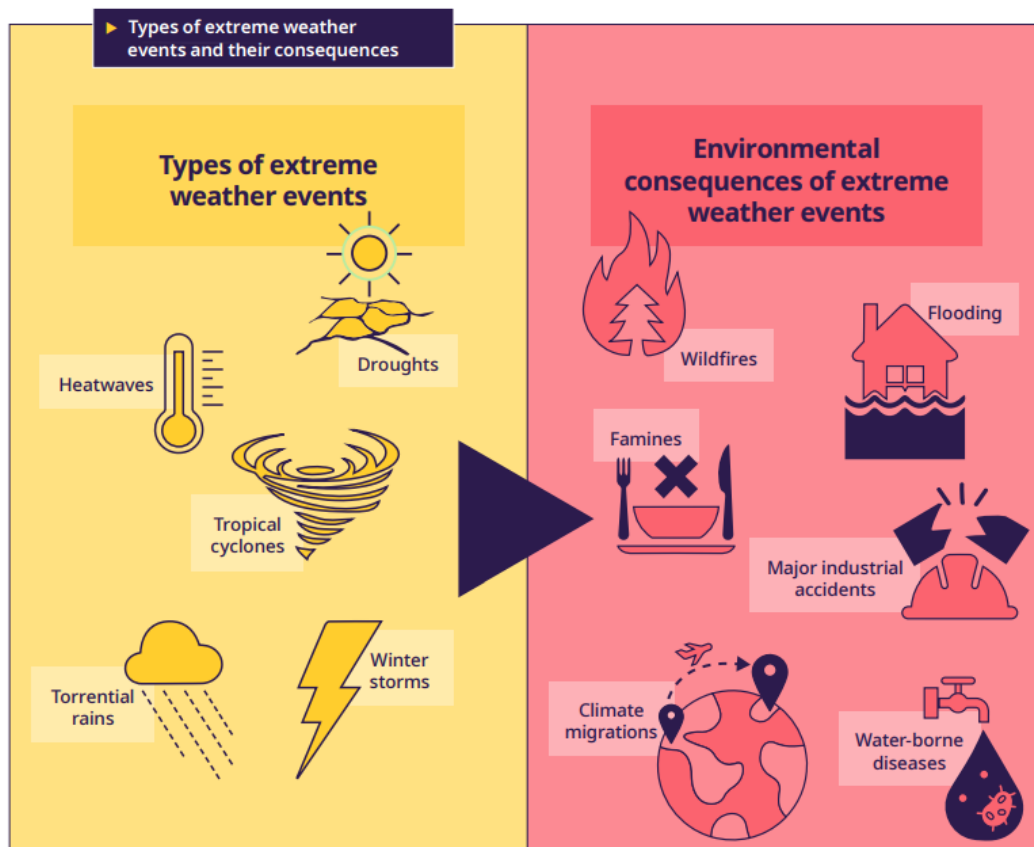 Types of extreme weather
events and their consequences
Types of extreme
weather events
Droughts
Heatwaves
Tropical
cyclones
Torrential
rains
Winter
storms
Environmental
consequences of extreme
weather events
Wildfires
Flooding
Famines
Major industrial
accidents
Climate
migrations
Water-borne
diseases